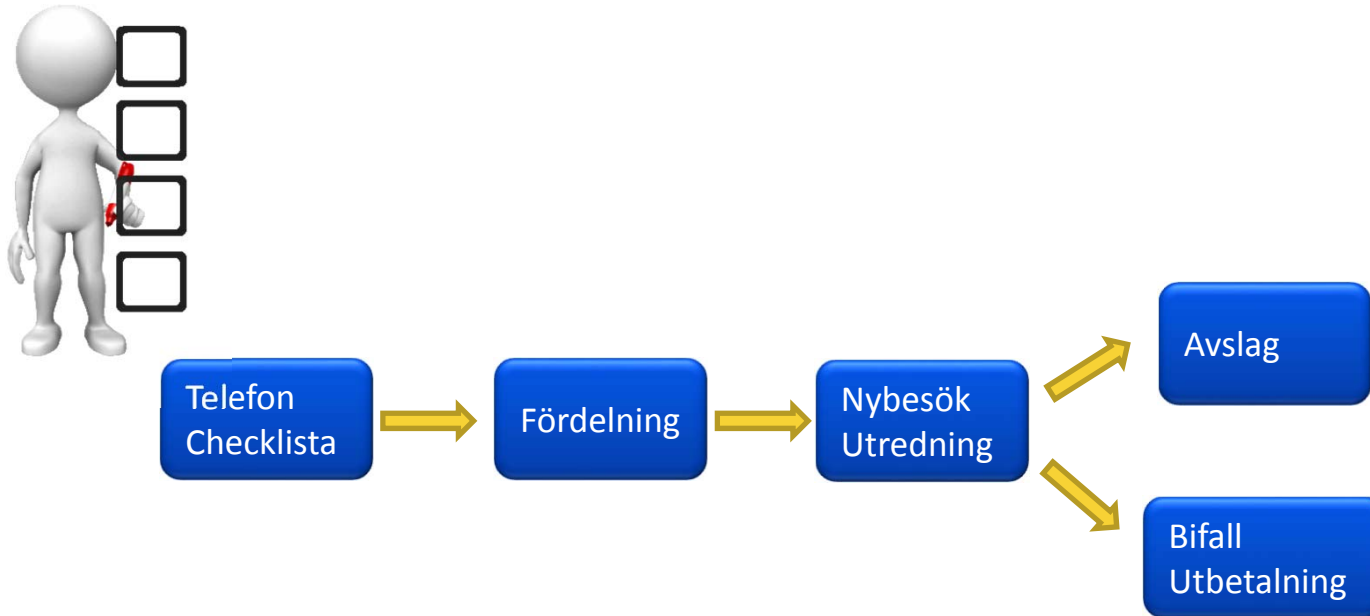 Telefon
Checklista
Fördelning
Nybesök
Utredning
Avslag
Bifall
Utbetalning